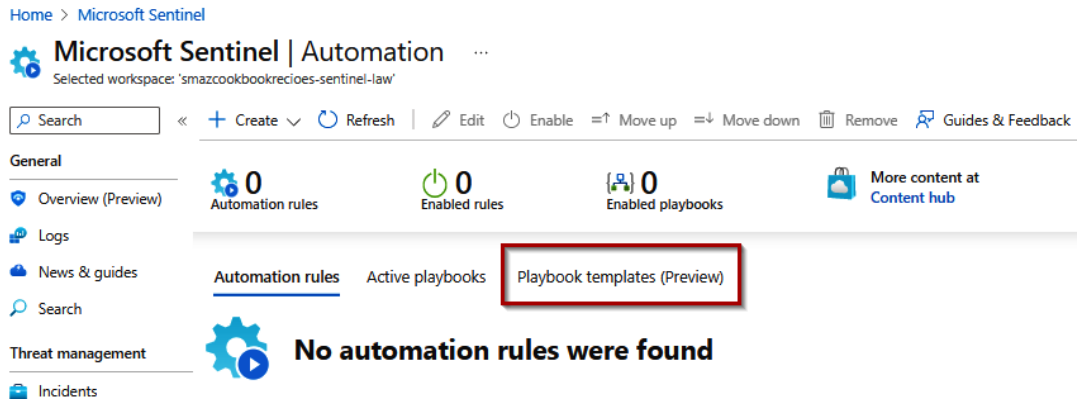 Home > Microsoft Sentinel
Microsoft Sentinel | Automation ...
Selected workspace: 'smazcookbookrecioes-sentinel-law'
Search « + Create Refresh | Edit Enable Move up Move down Remove Guides & Feedback
General
Overview (Preview)
Logs
News & guides
Search
Threat management
Incidents
0 Automation rules
0 Enabled rules
0 Enabled playbooks
More content at
Content hub
Automation rules Active playbooks Playbook templates (Preview)
No automation rules were found